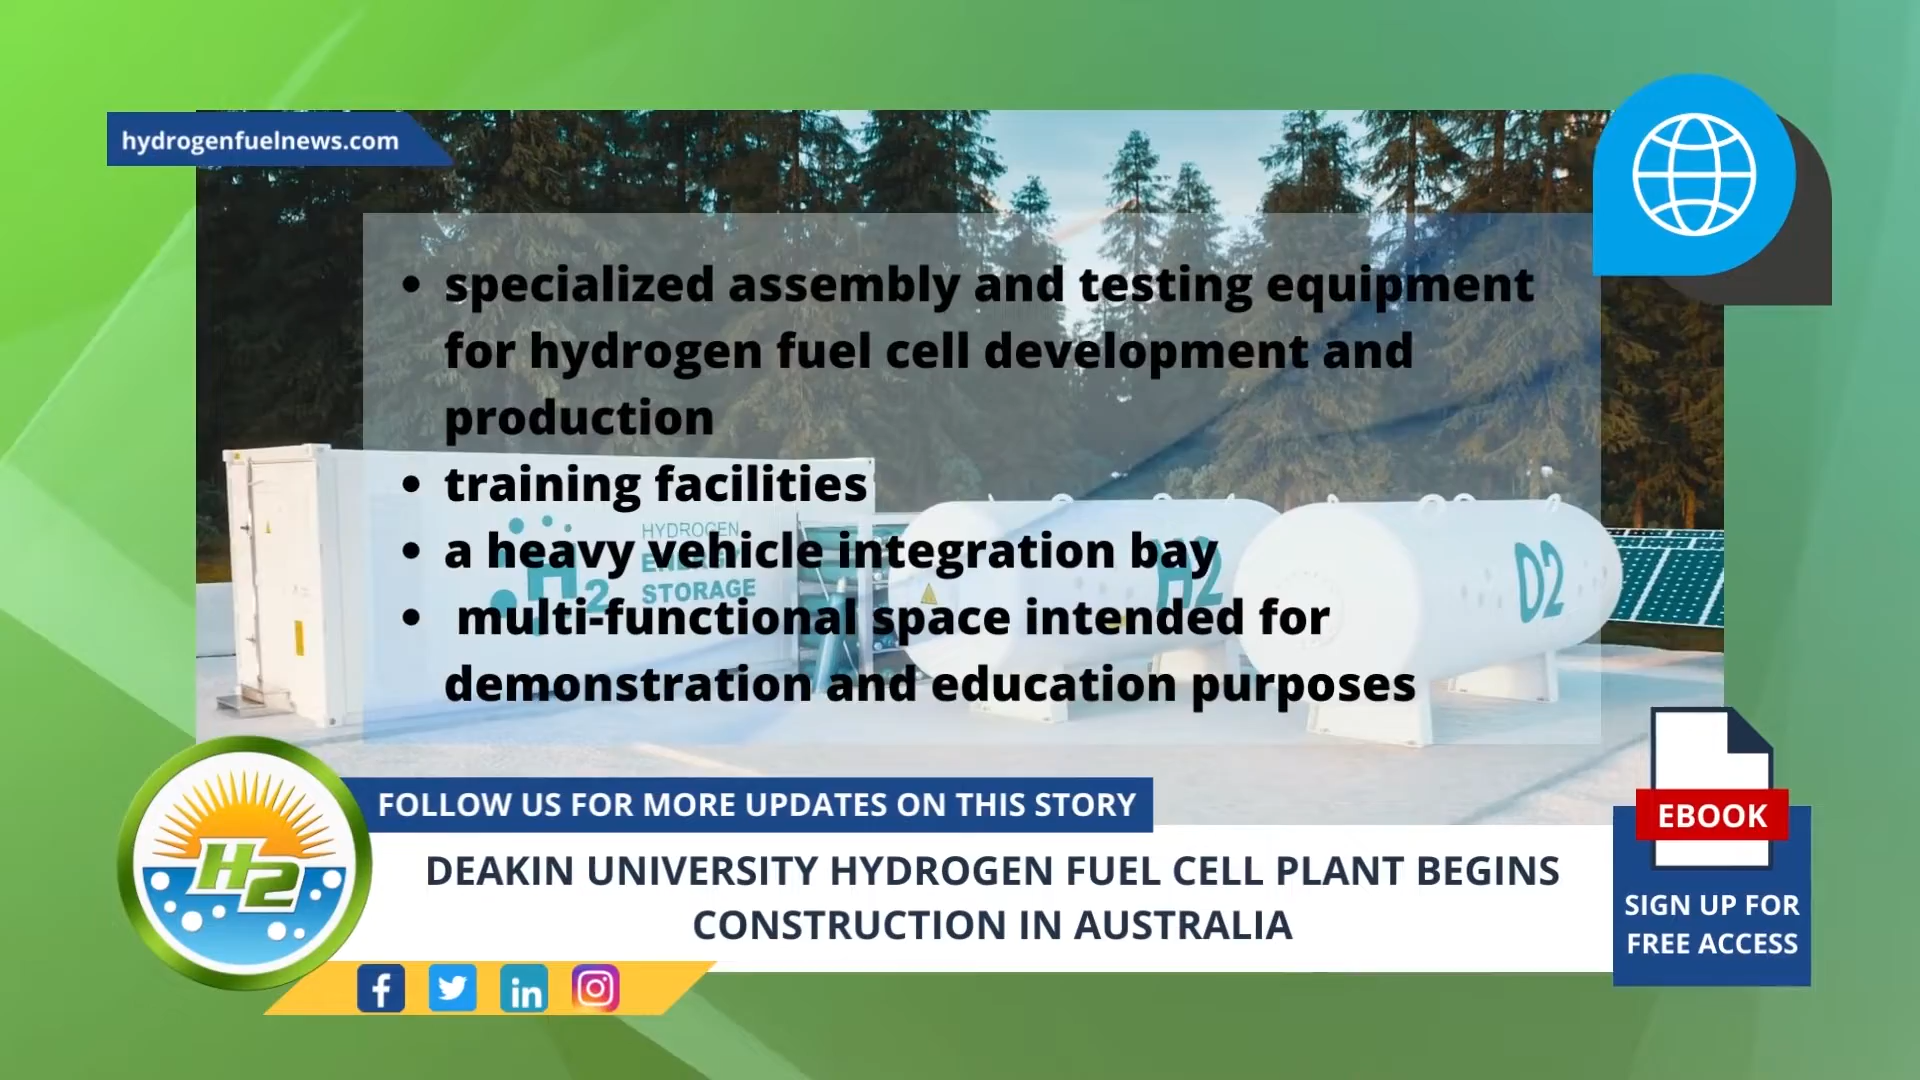 hydrogenfuelnews.com
• specialized assembly and testing equipment
for hydrogen fuel cell development and
production
• training facilities
• a heavy vehicle integration bay
• multi-functional space intended for
demonstration and education purposes
HYDROGEN
ENERGY
STORAGE
H2
H2
D2
FOLLOW US FOR MORE UPDATES ON THIS STORY
DEAKIN UNIVERSITY HYDROGEN FUEL CELL PLANT BEGINS
CONSTRUCTION IN AUSTRALIA
H2
f
in
EBOOK
SIGN UP FOR
FREE ACCESS